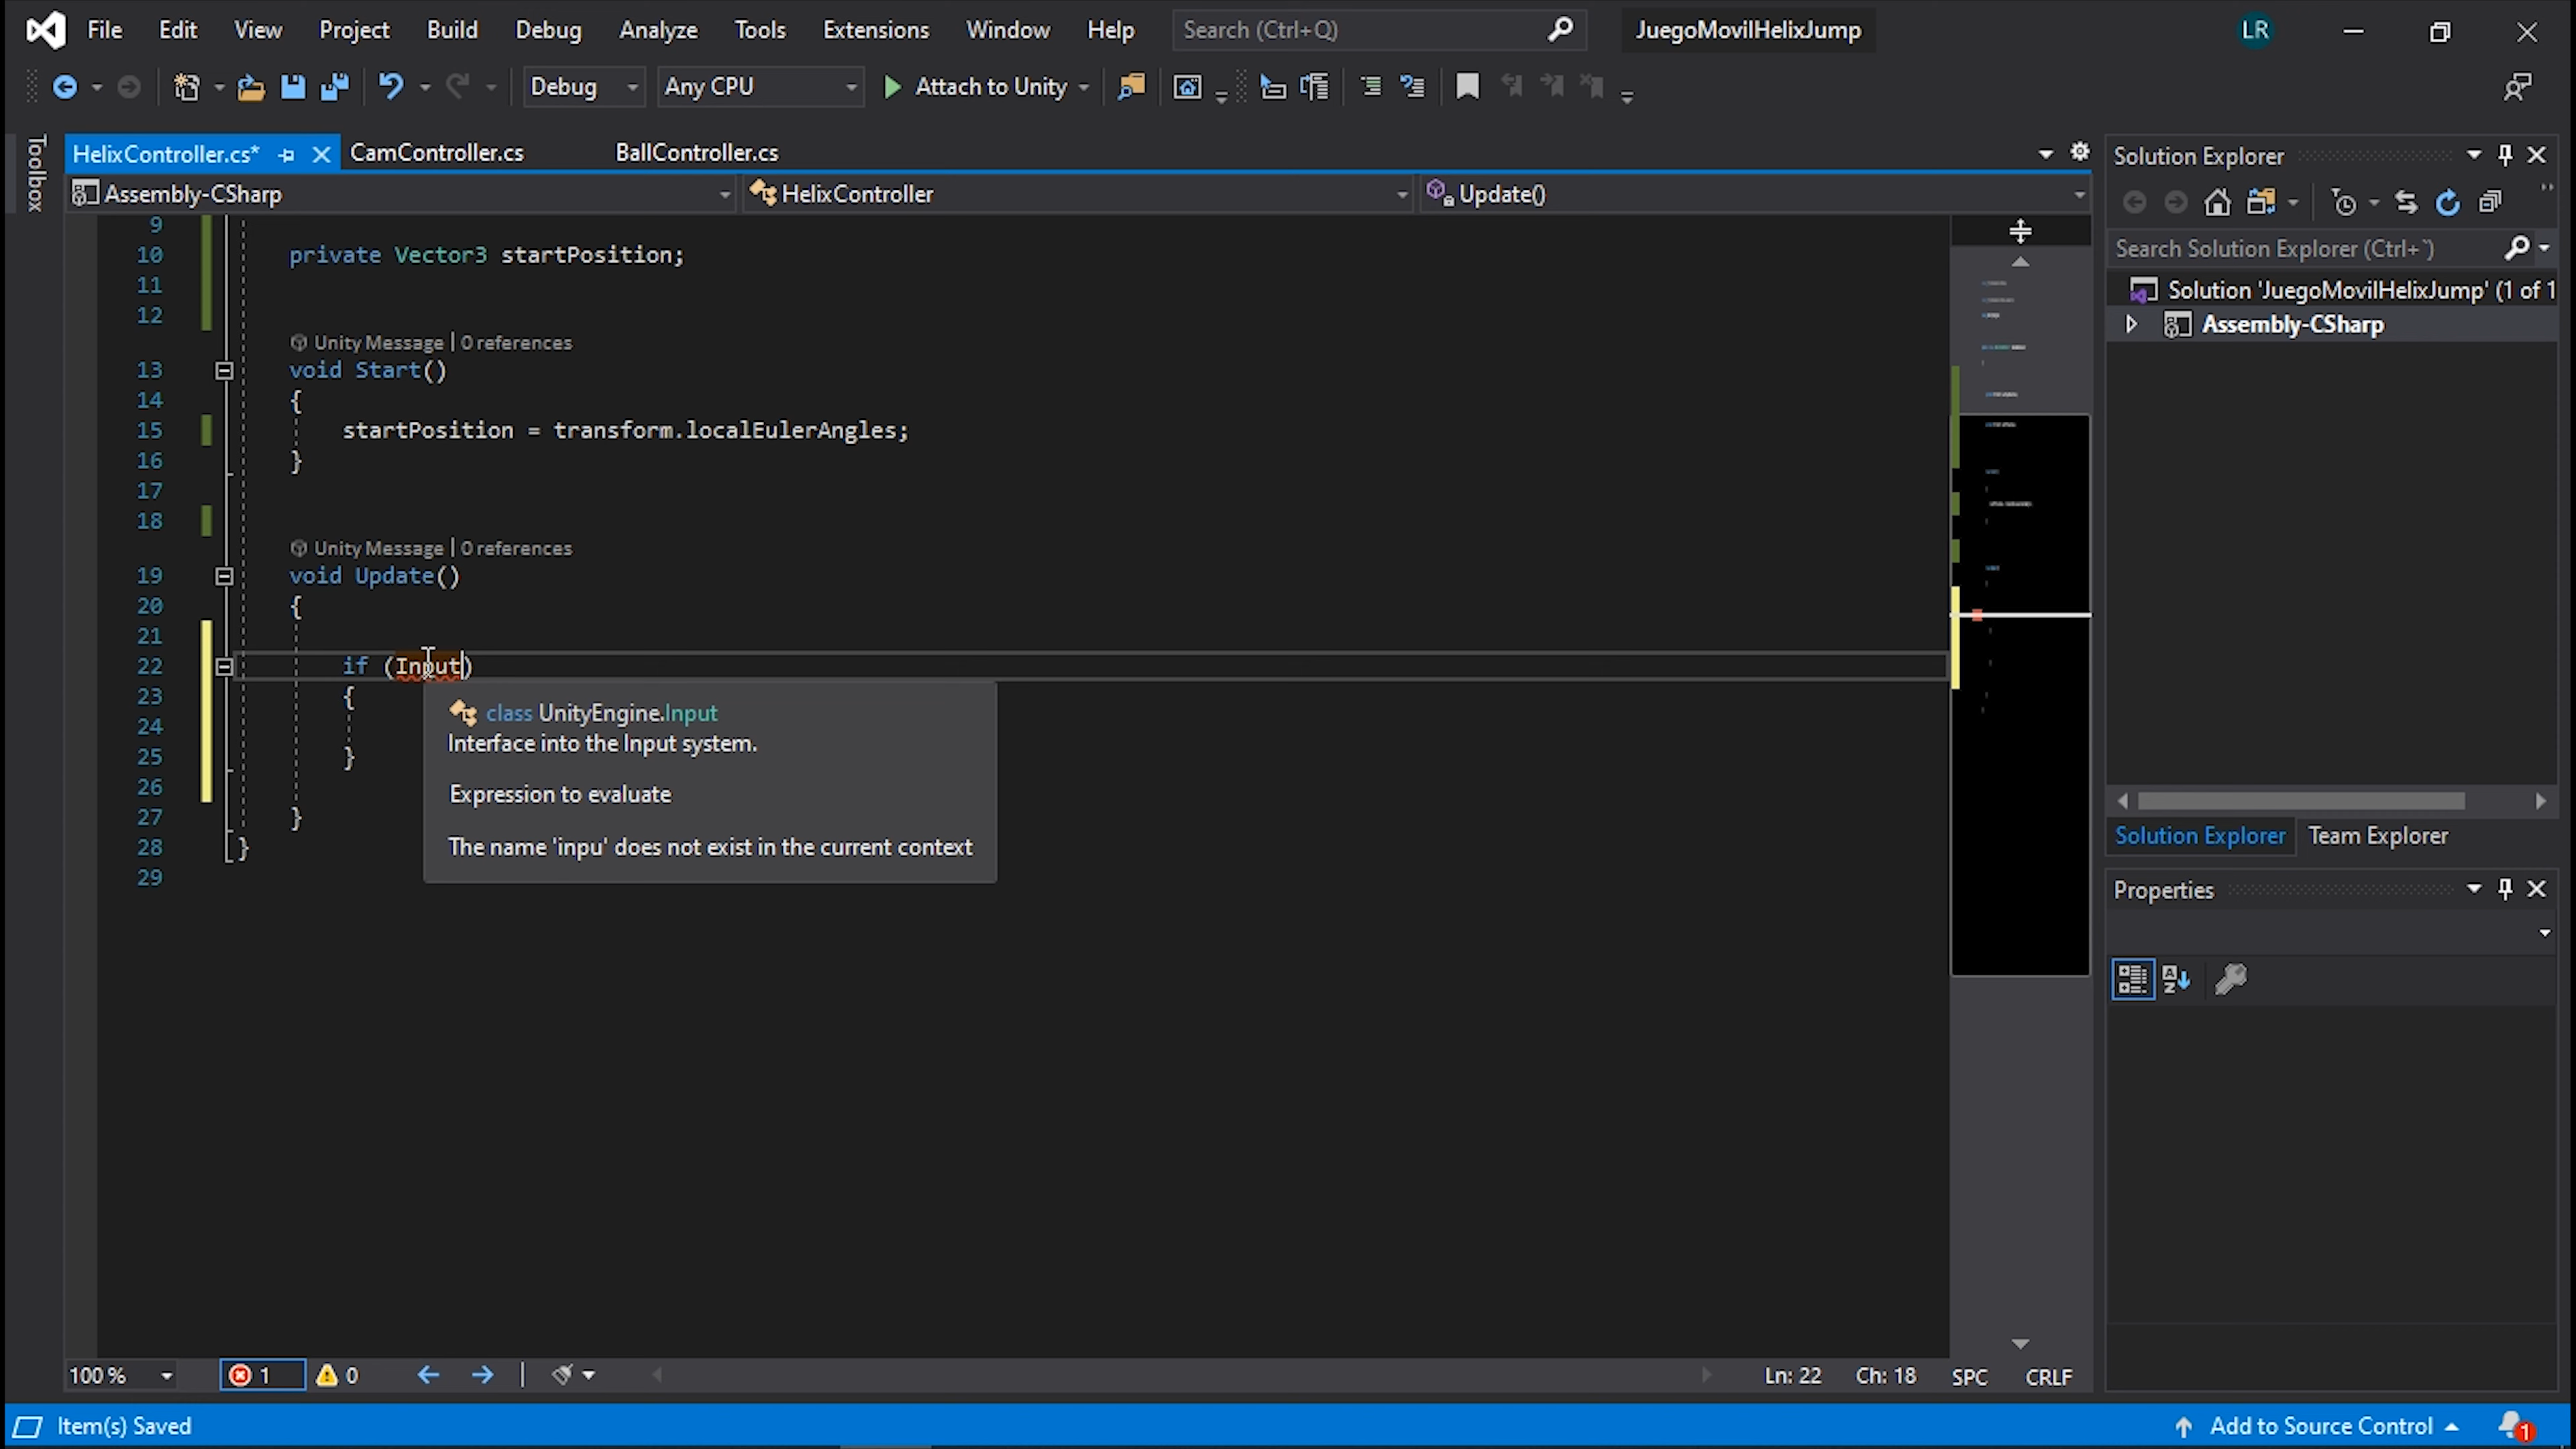 File Edit View Project Build Debug Analyze Tools Extensions Window Help Search (Ctrl+Q) JuegoMovilHelixJump LR
Debug Any CPU Attach to Unity
Toolbox
HelixController.cs* CamController.cs BallController.cs
Assembly-CSharp HelixController Update()
9
10 private Vector3 startPosition;
11
12
Unity Message | 0 references
13 void Start()
14 {
15 startPosition = transform.localEulerAngles;
16 }
17
18
Unity Message | 0 references
19 void Update()
20 {
21
22 if (Input)
23 {
24
25 }
26
27 }
28 }
29
class UnityEngine.Input
Interface into the Input system.
Expression to evaluate
The name 'inpu' does not exist in the current context
Solution Explorer
Search Solution Explorer (Ctrl+`)
Solution 'JuegoMovilHelixJump' (1 of 1
Assembly-CSharp
Solution Explorer Team Explorer
Properties
100 % 1 0 Ln: 22 Ch: 18 SPC CRLF
Item(s) Saved Add to Source Control 1